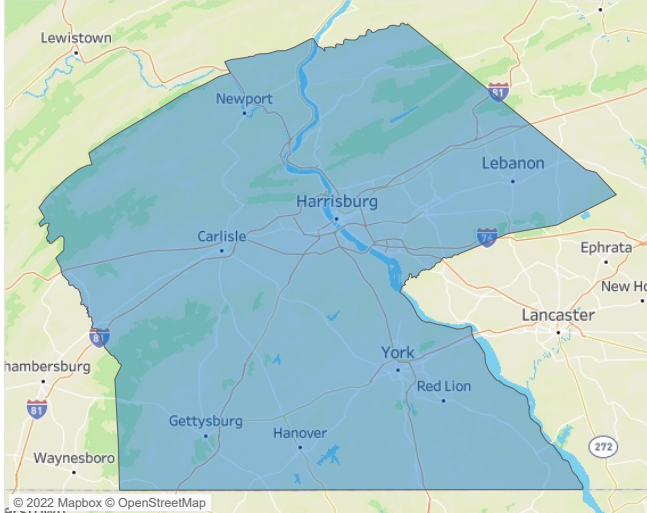 Lewistown
81
Newport
Lebanon
Harrisburg
Carlisle
76
Ephrata
New Ho
Lancaster
81
York
hambersburg
Red Lion
81
Gettysburg
Hanover
272
Waynesboro
© 2022 Mapbox © OpenStreetMap